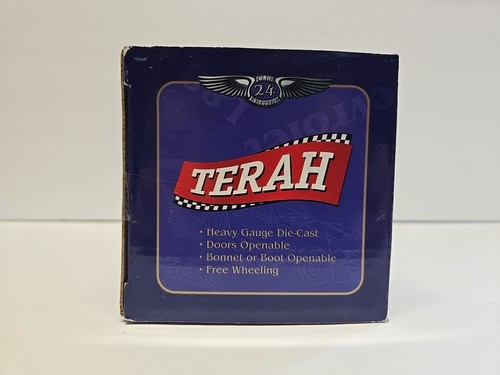 24
TERAH
• Heavy Gauge Die-Cast
• Doors Openable
• Bonnet or Boot Openable
• Free Wheeling